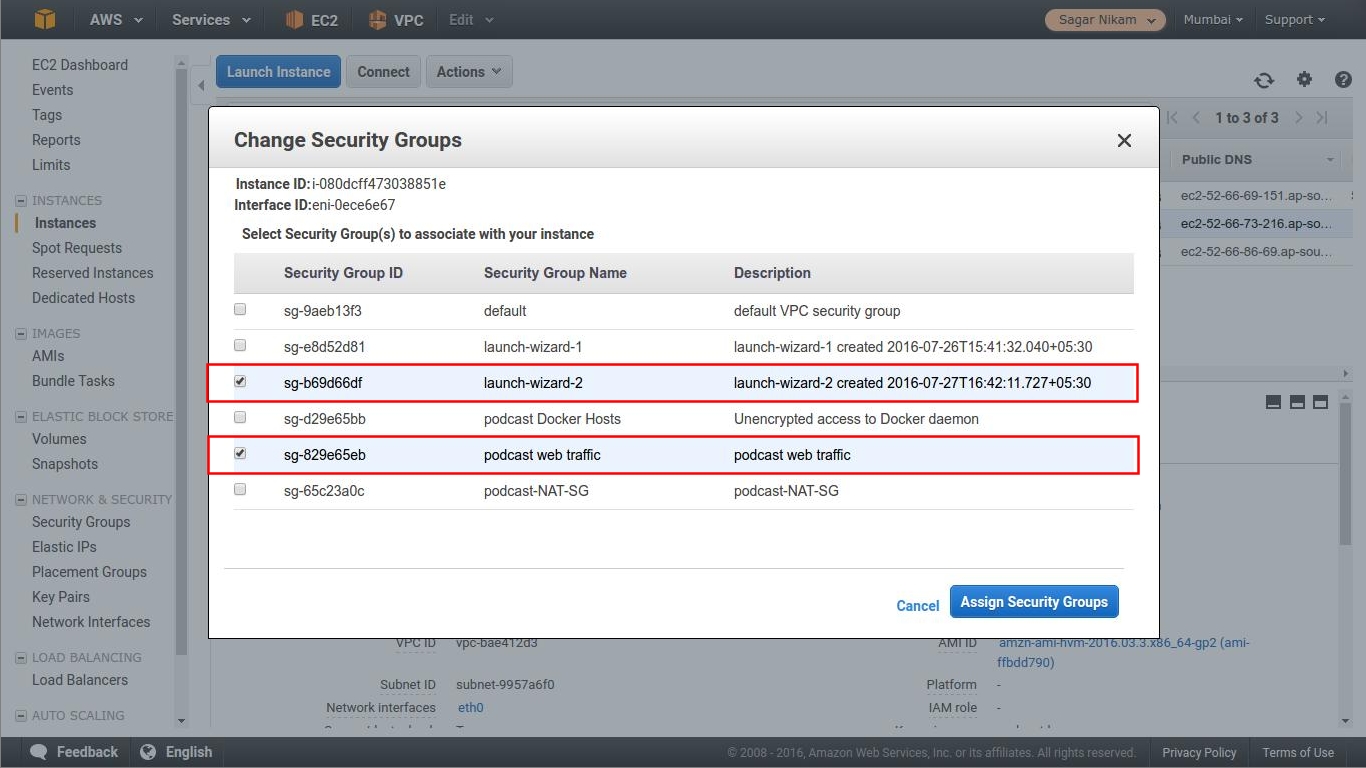 AWS Services EC2 VPC Edit Sagar Nikam Mumbai Support
EC2 Dashboard
Events
Tags
Reports
Limits
INSTANCES
Instances
Spot Requests
Reserved Instances
Dedicated Hosts
IMAGES
AMIs
Bundle Tasks
ELASTIC BLOCK STORE
Volumes
Snapshots
NETWORK & SECURITY
Security Groups
Elastic IPs
Placement Groups
Key Pairs
Network Interfaces
LOAD BALANCING
Load Balancers
AUTO SCALING
Launch Instance Connect Actions
1 to 3 of 3
Public DNS
ec2-52-66-69-151.ap-so...
ec2-52-66-73-216.ap-so...
ec2-52-66-86-69.ap-sou...
Change Security Groups
Instance ID: i-080dcff473038851e
Interface ID: eni-0ece6e67
Select Security Group(s) to associate with your instance
Security Group ID Security Group Name Description
sg-9aeb13f3 default default VPC security group
sg-e8d52d81 launch-wizard-1 launch-wizard-1 created 2016-07-26T15:41:32.040+05:30
sg-b69d66df launch-wizard-2 launch-wizard-2 created 2016-07-27T16:42:11.727+05:30
sg-d29e65bb podcast Docker Hosts Unencrypted access to Docker daemon
sg-829e65eb podcast web traffic podcast web traffic
sg-65c23a0c podcast-NAT-SG podcast-NAT-SG
Cancel Assign Security Groups
VPC ID vpc-bae412d3 AMI ID amzn-ami-hvm-2016.03.3.x86_64-gp2 (ami-
ffbdd790)
Subnet ID subnet-9957a6f0 Platform -
Network interfaces eth0 IAM role -
Feedback English © 2008 - 2016, Amazon Web Services, Inc. or its affiliates. All rights reserved. Privacy Policy Terms of Use